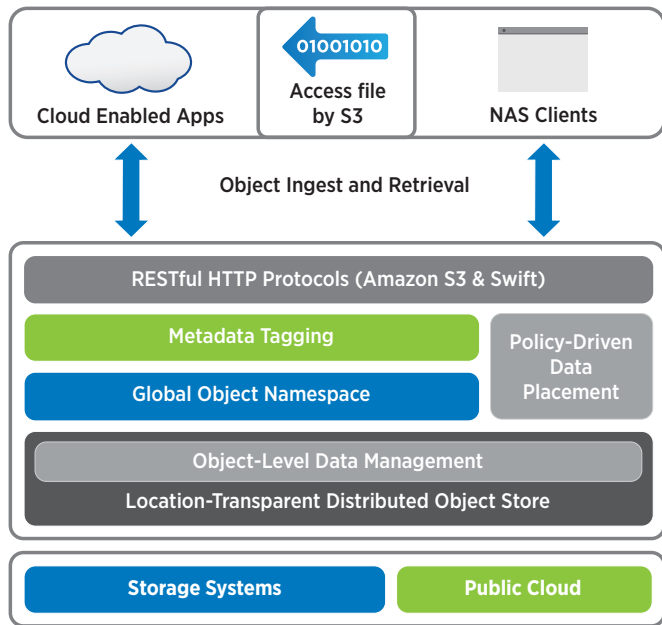 01001010
Cloud Enabled Apps
Access file
by S3
NAS Clients
Object Ingest and Retrieval
RESTful HTTP Protocols (Amazon S3 & Swift)
Metadata Tagging
Global Object Namespace
Policy-Driven
Data
Placement
Object-Level Data Management
Location-Transparent Distributed Object Store
Storage Systems
Public Cloud